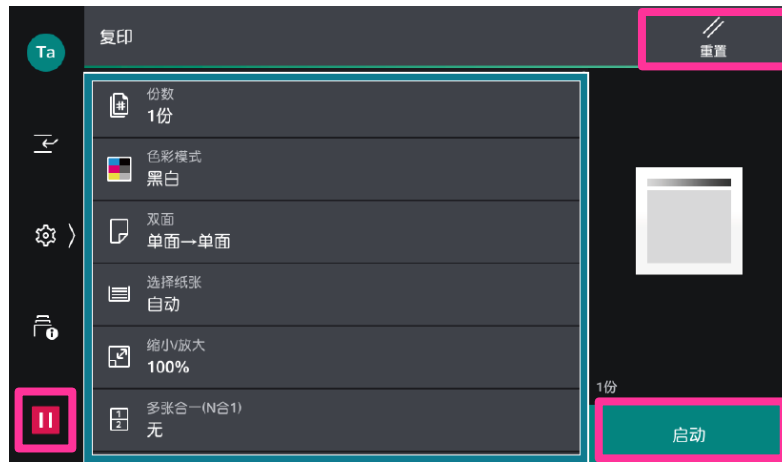 Ta
复印
重置
份数
1份
色彩模式
黑白
双面
单面→单面
选择纸张
自动
缩小/放大
100%
多张合一(N合1)
无
1份
启动